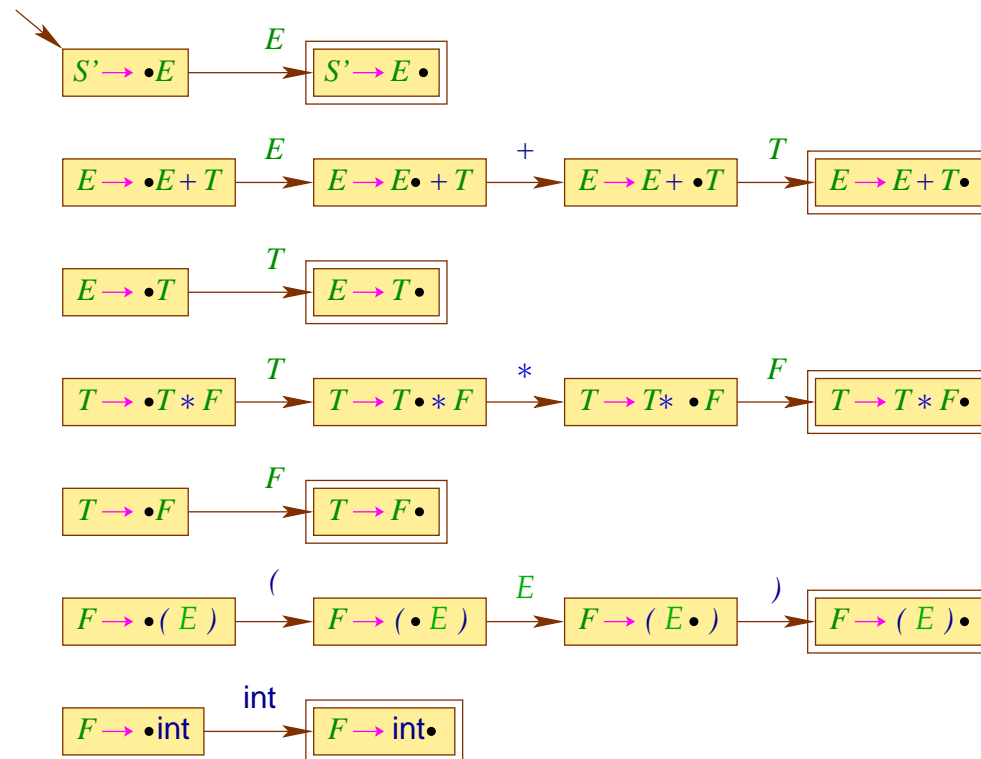 E
S’→ •E S’→ E •
E + T
E → •E + T E → E• + T E → E + •T E → E + T•
T
E → •T E → T •
T * F
T → •T * F T → T • * F T → T* •F T → T * F•
F
T → •F T → F •
( E )
F → •( E ) F → (• E ) F → ( E • ) F → ( E )•
int
F → •int F → int•